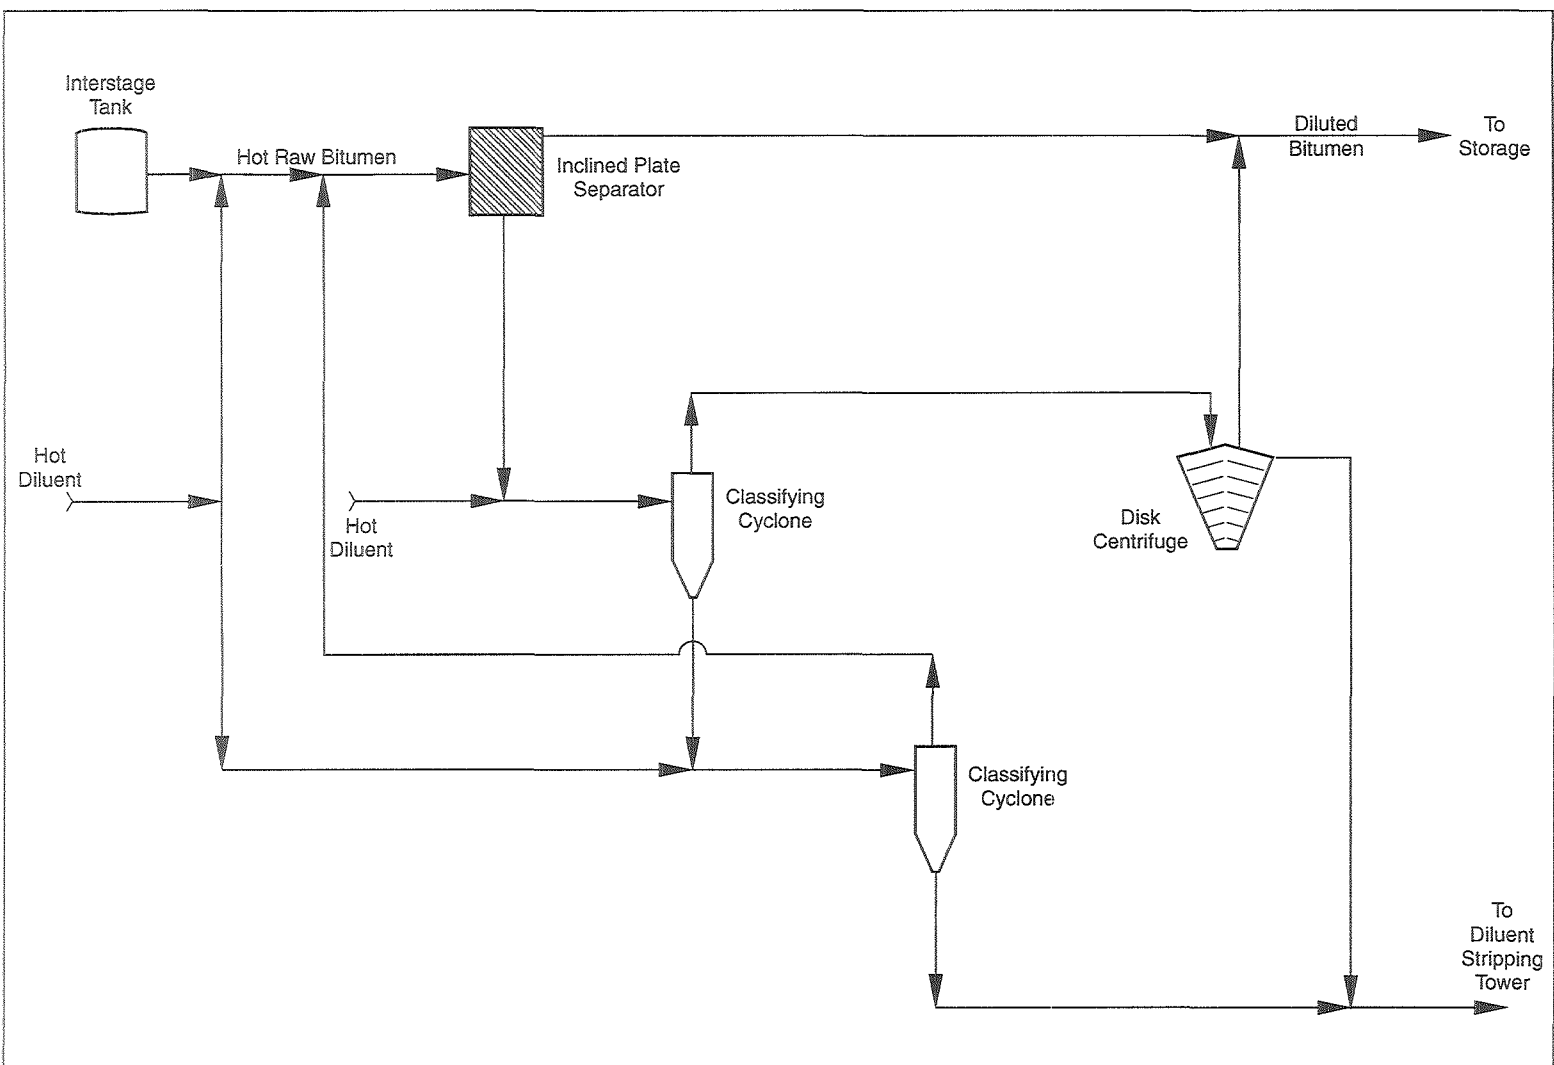 Interstage
Tank
Hot Raw Bitumen
Inclined Plate
Separator
Diluted
Bitumen
To
Storage
Hot
Diluent
Hot
Diluent
Classifying
Cyclone
Disk
Centrifuge
Classifying
Cyclone
To
Diluent
Stripping
Tower